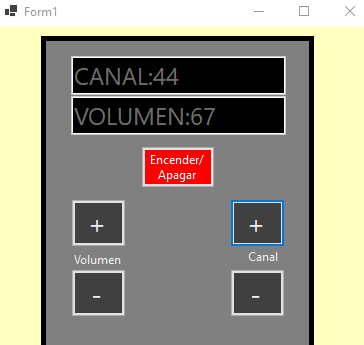 Form1
CANAL:44
VOLUMEN:67
Encender/
Apagar
+ +
Volumen Canal
- -